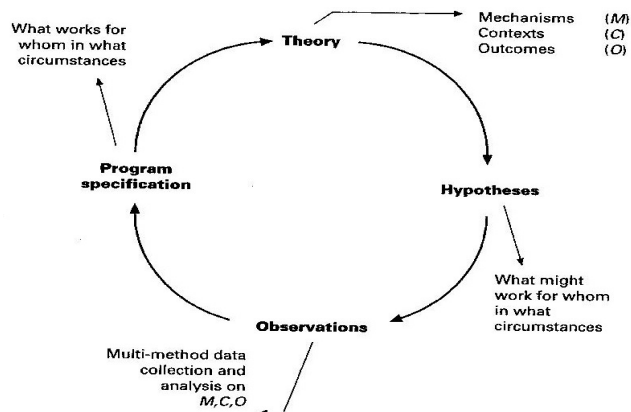 What works for
whom in what
circumstances
Theory
Mechanisms (M)
Contexts (C)
Outcomes (O)
Program
specification
Hypotheses
What might
work for whom
in what
circumstances
Observations
Multi-method data
collection and
analysis on
M,C,O